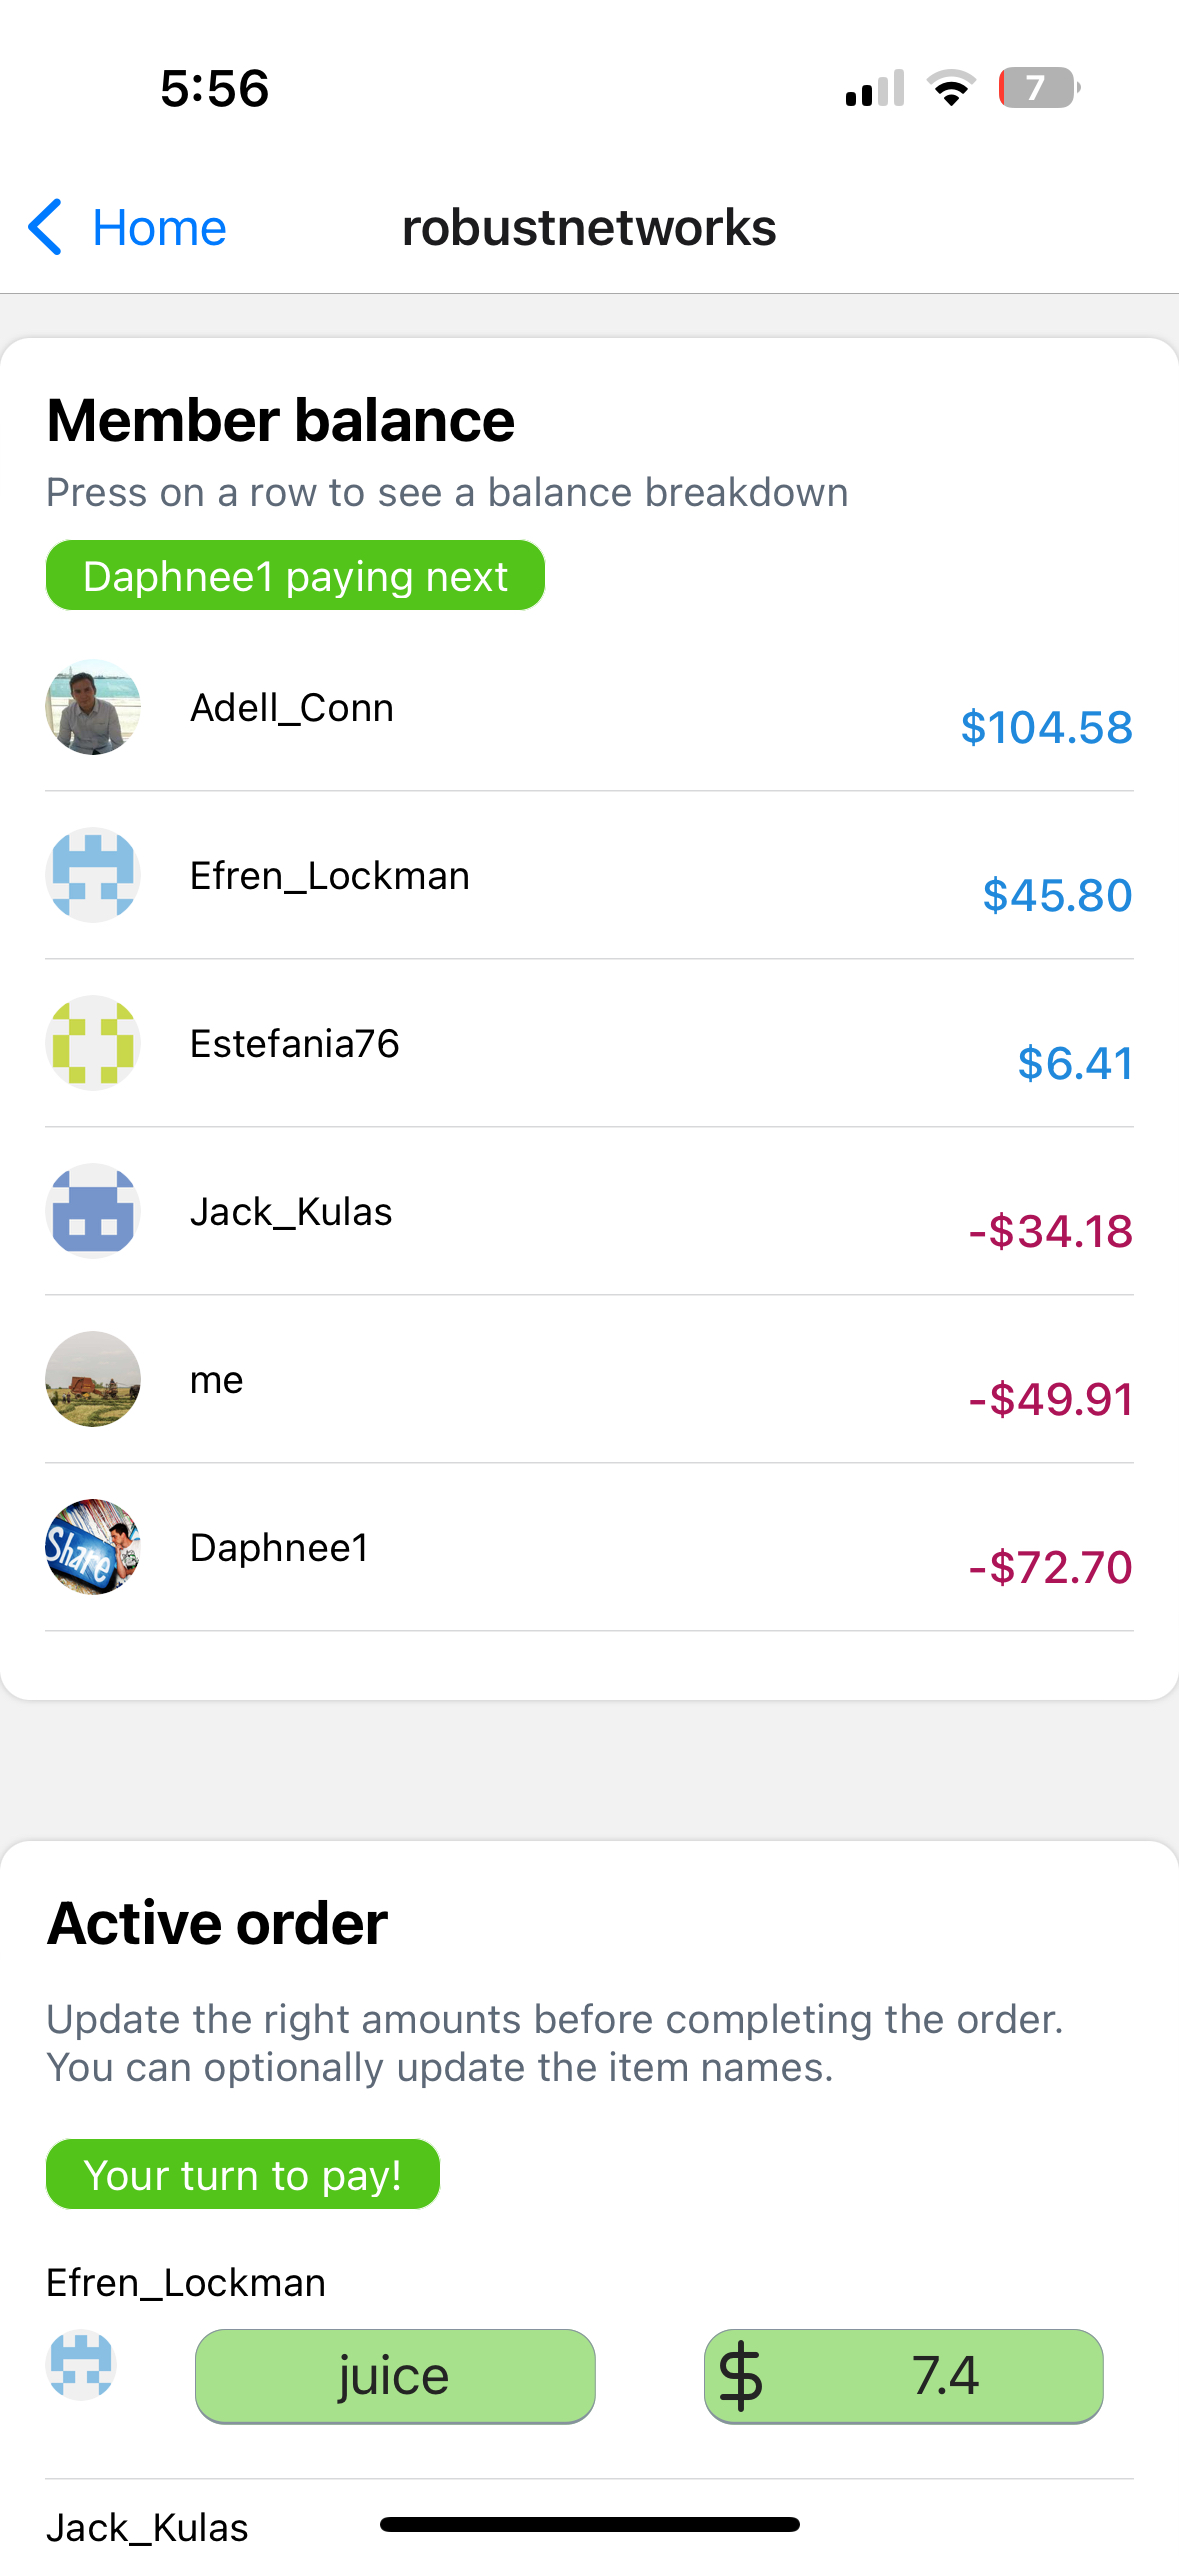 5:56
7
Home
robustnetworks
Member balance
Press on a row to see a balance breakdown
Daphnee1 paying next
Adell_Conn
$104.58
Efren_Lockman
$45.80
Estefania76
$6.41
Jack_Kulas
-$34.18
me
-$49.91
Share
Daphnee1
-$72.70
Active order
Update the right amounts before completing the order.
You can optionally update the item names.
Your turn to pay!
Efren_Lockman
juice
$ 7.4
Jack_Kulas